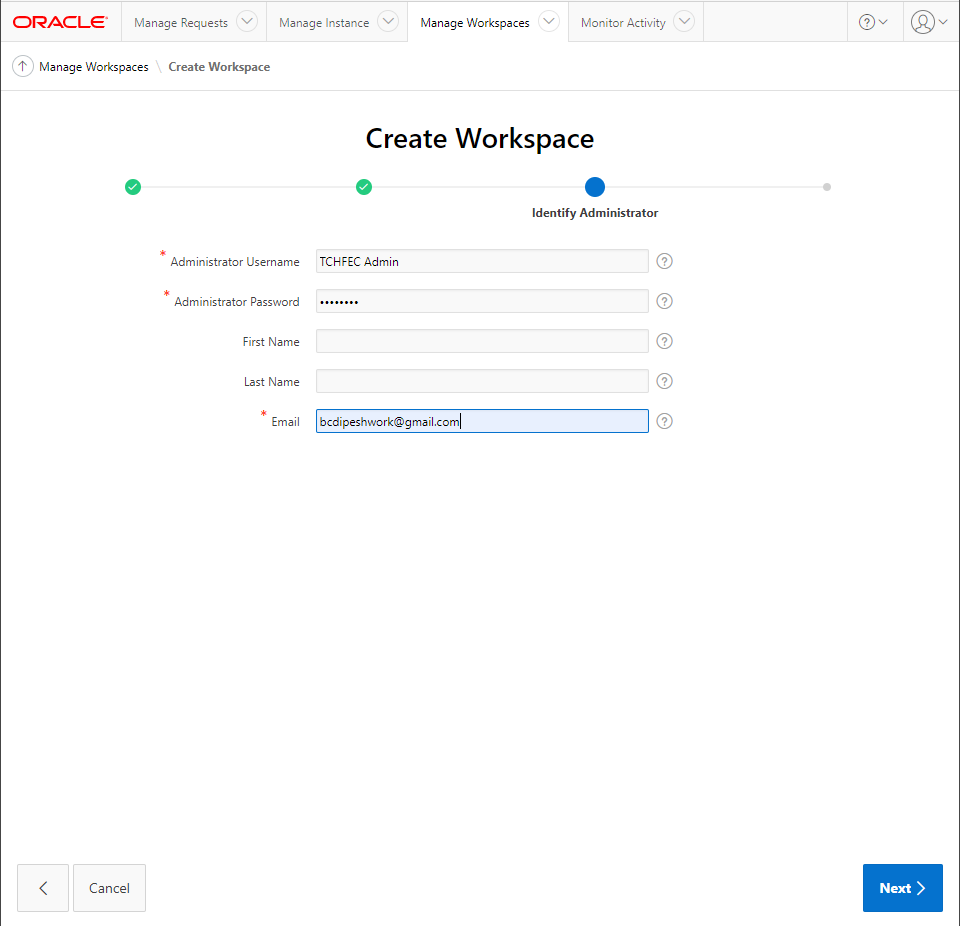 ORACLE Manage Requests Manage Instance Manage Workspaces Monitor Activity ?
Manage Workspaces \ Create Workspace
Create Workspace
Identify Administrator
* Administrator Username TCHFEC Admin ?
* Administrator Password •••••••• ?
First Name ?
Last Name ?
* Email bcdipeshwork@gmail.com ?
Cancel Next